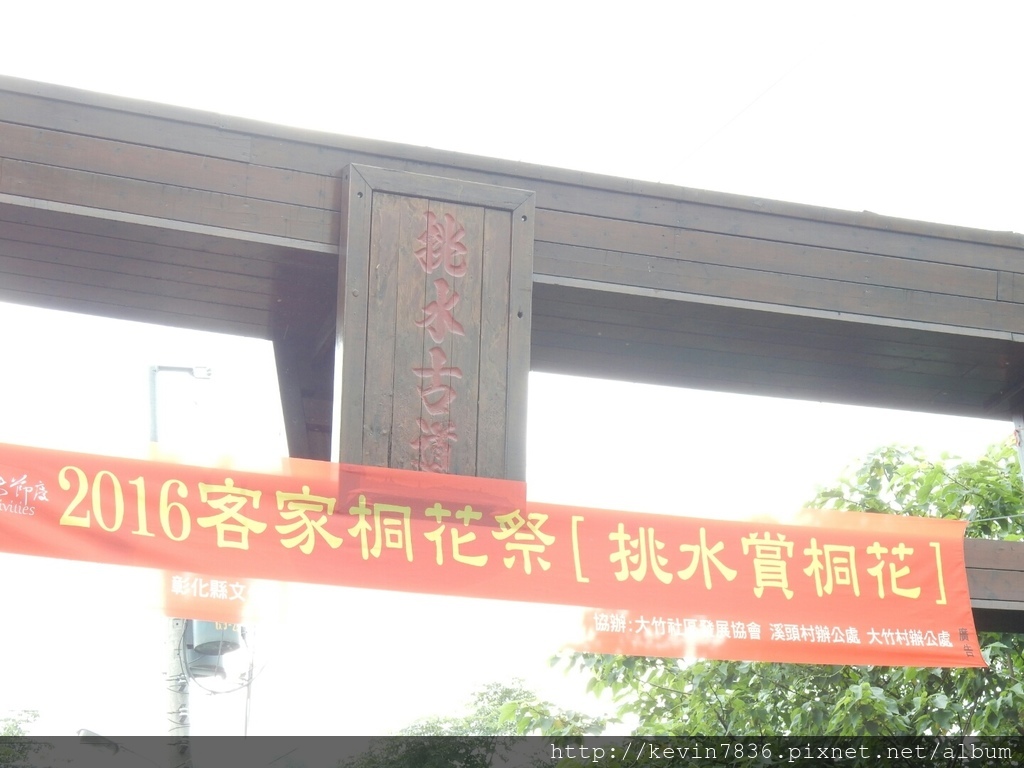 挑水古道
2016客家桐花祭[挑水賞桐花]
彰化縣文
協辦:大竹社區發展協會 溪頭村辦公處 大竹村辦公處
廣告
http://kevin7836.pixnet.net/album